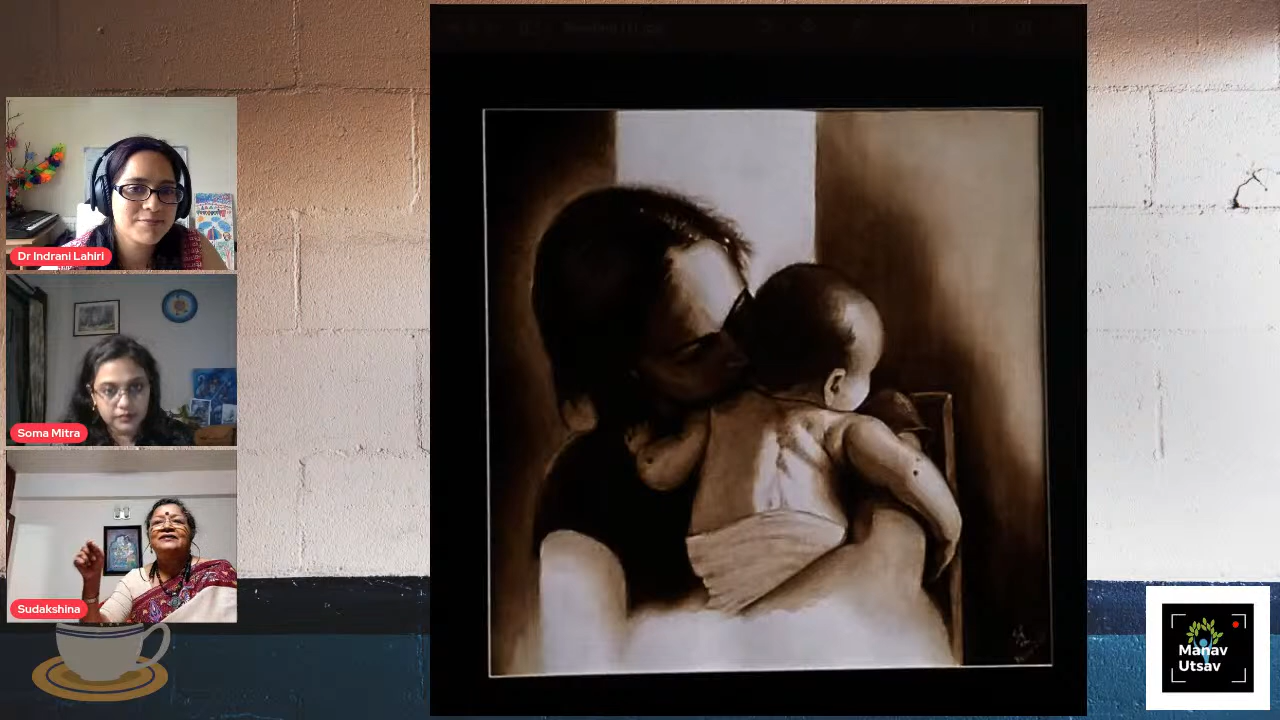 Dr Indrani Lahiri
Soma Mitra
Sudakshina
Manav
Utsav